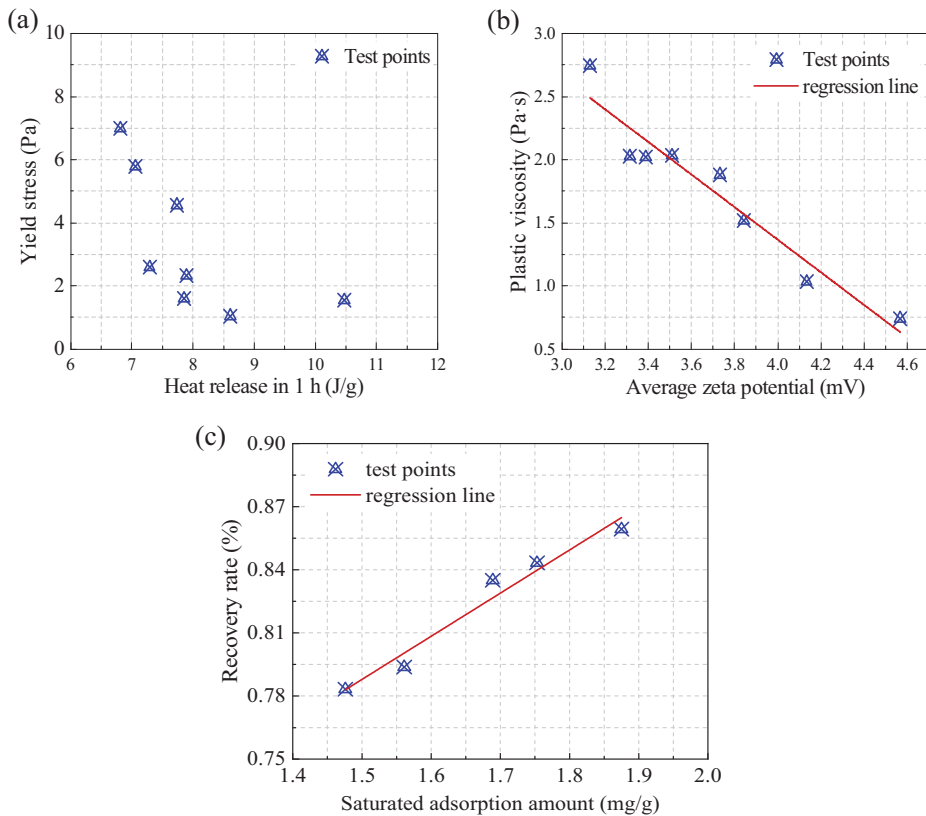 (a)
10
8
6
4
2
0
Yield stress (Pa)
Test points
6 7 8 9 10 11 12
Heat release in 1 h (J/g)
(b)
3.0
2.5
2.0
1.5
1.0
0.5
Plastic viscosity (Pa·s)
Test points
regression line
3.0 3.2 3.4 3.6 3.8 4.0 4.2 4.4 4.6
Average zeta potential (mV)
(c)
0.90
0.87
0.84
0.81
0.78
0.75
Recovery rate (%)
test points
regression line
1.4 1.5 1.6 1.7 1.8 1.9 2.0
Saturated adsorption amount (mg/g)